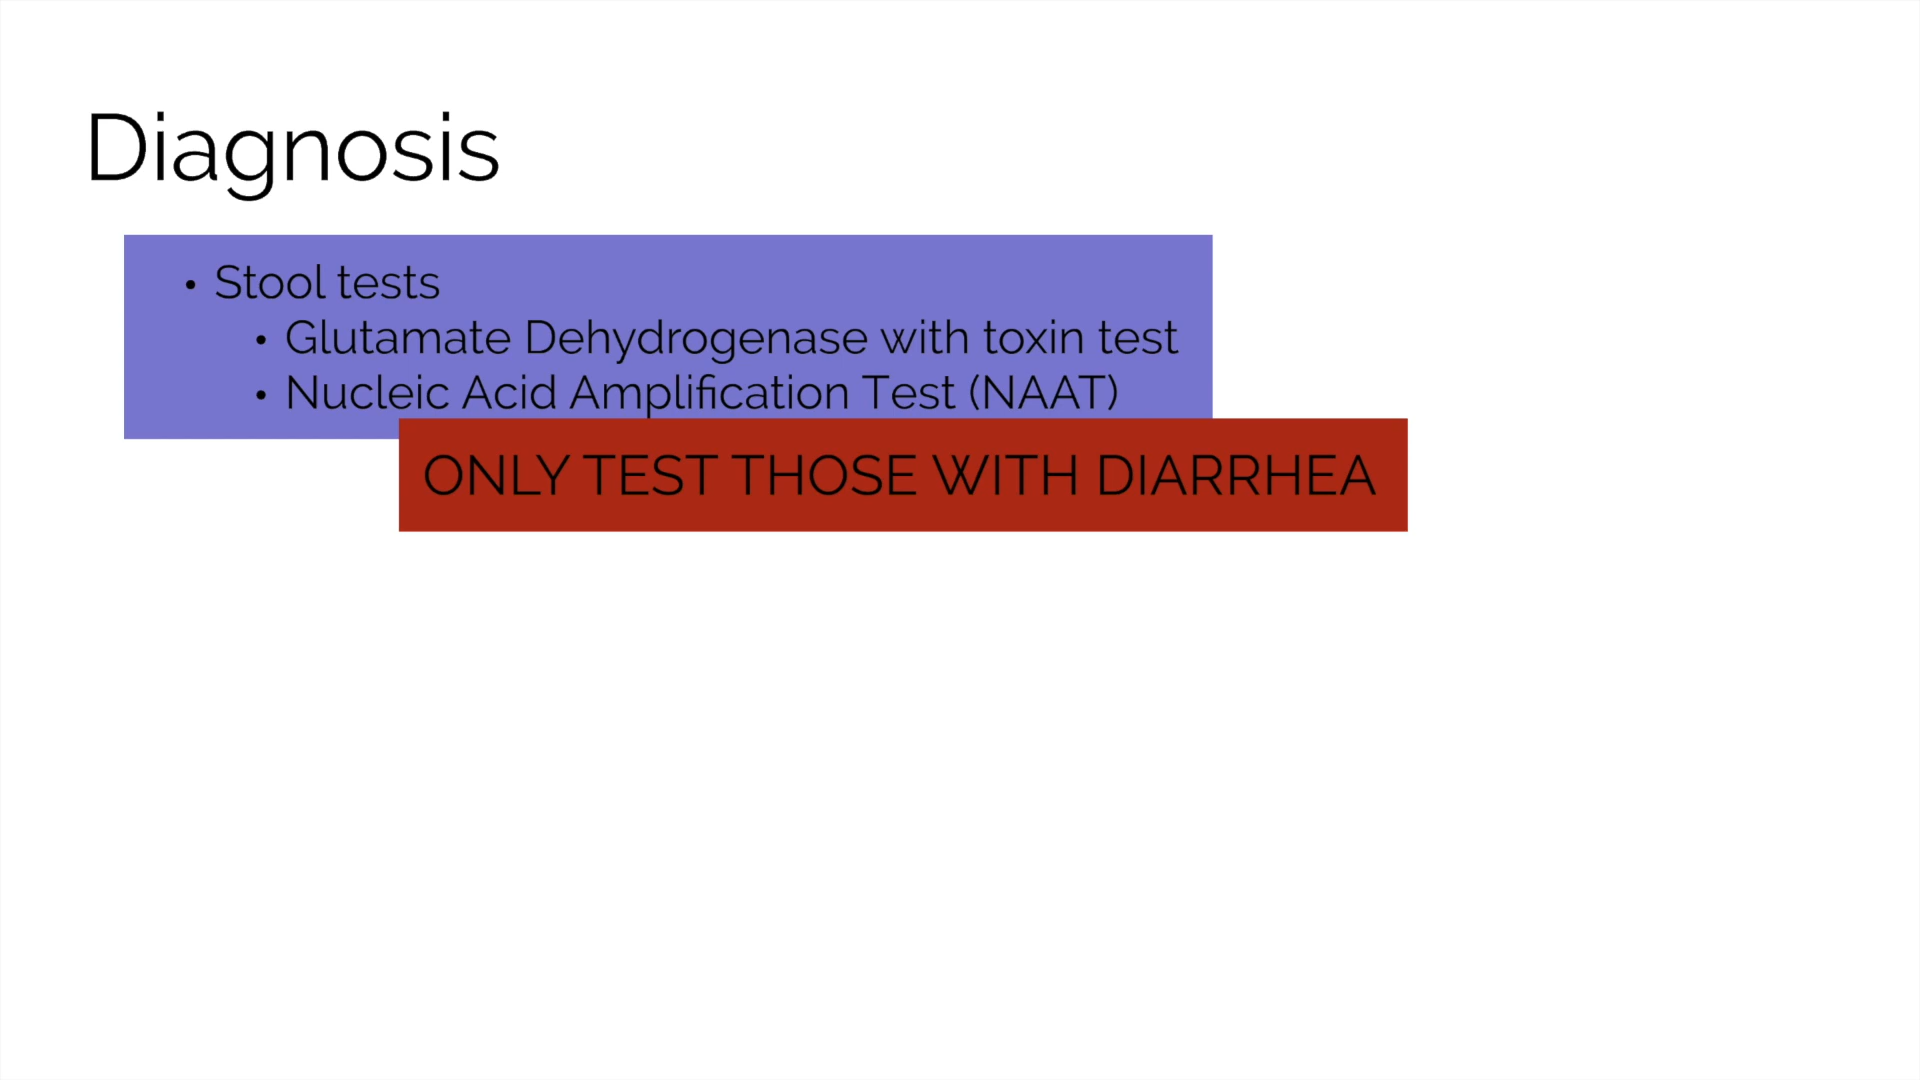 Diagnosis
• Stool tests
• Glutamate Dehydrogenase with toxin test
• Nucleic Acid Amplification Test (NAAT)
ONLY TEST THOSE WITH DIARRHEA